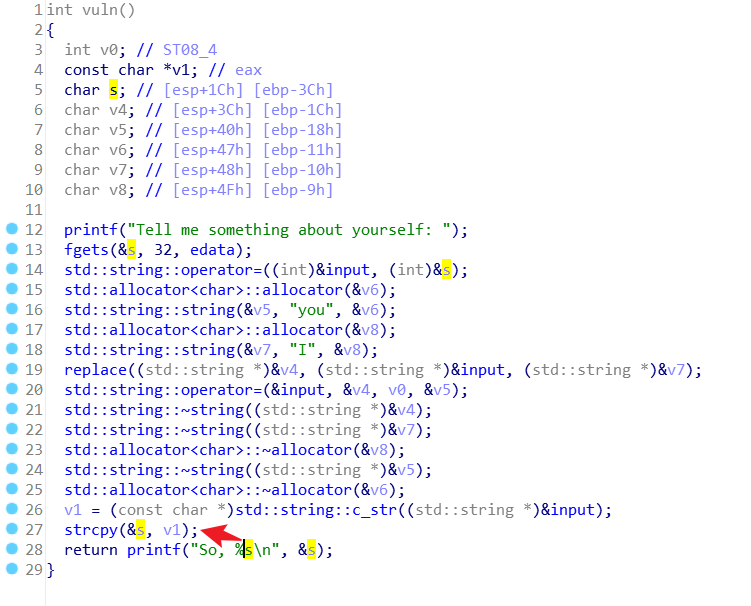 1 int vuln()
2 {
3   int v0; // ST08_4
4   const char *v1; // eax
5   char s; // [esp+1Ch] [ebp-3Ch]
6   char v4; // [esp+3Ch] [ebp-1Ch]
7   char v5; // [esp+40h] [ebp-18h]
8   char v6; // [esp+47h] [ebp-11h]
9   char v7; // [esp+48h] [ebp-10h]
10   char v8; // [esp+4Fh] [ebp-9h]
11
12   printf("Tell me something about yourself: ");
13   fgets(&s, 32, edata);
14   std::string::operator=((int)&input, (int)&s);
15   std::allocator<char>::allocator(&v6);
16   std::string::string(&v5, "you", &v6);
17   std::allocator<char>::allocator(&v8);
18   std::string::string(&v7, "I", &v8);
19   replace((std::string *)&v4, (std::string *)&input, (std::string *)&v7);
20   std::string::operator=(&input, &v4, v0, &v5);
21   std::string::~string((std::string *)&v4);
22   std::string::~string((std::string *)&v7);
23   std::allocator<char>::~allocator(&v8);
24   std::string::~string((std::string *)&v5);
25   std::allocator<char>::~allocator(&v6);
26   v1 = (const char *)std::string::c_str((std::string *)&input);
27   strcpy(&s, v1);
28   return printf("So, %s\n", &s);
29 }